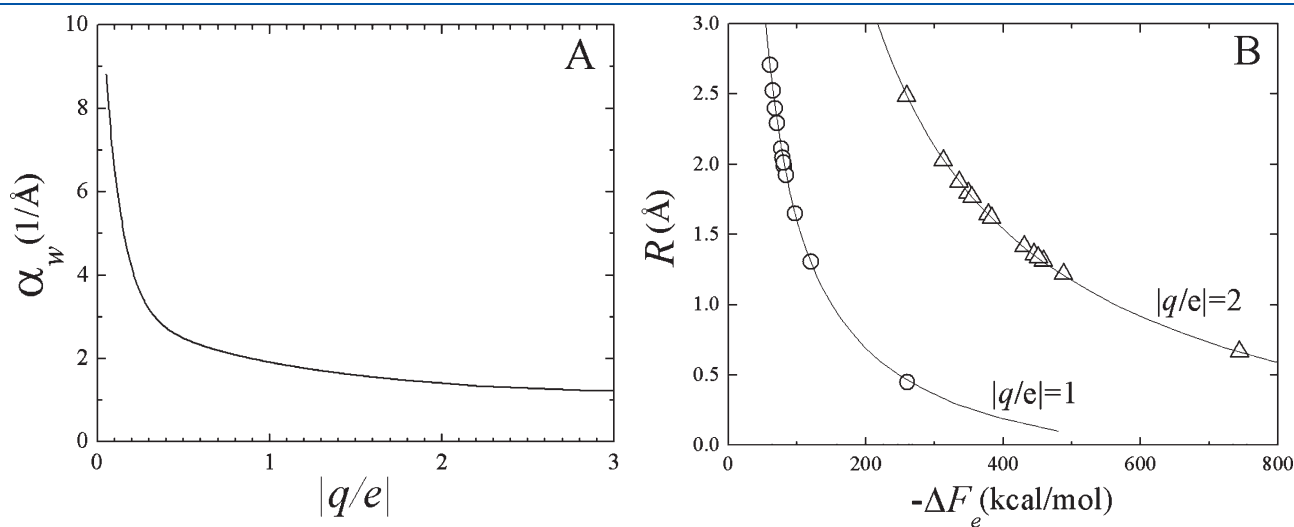 A
10
8
6
4
2
0
α_w (1/Å)
0 1 2 3
|q/e|
B
3.0
2.5
2.0
1.5
1.0
0.5
0.0
R (Å)
|q/e|=2
|q/e|=1
0 200 400 600 800
-ΔF_e (kcal/mol)